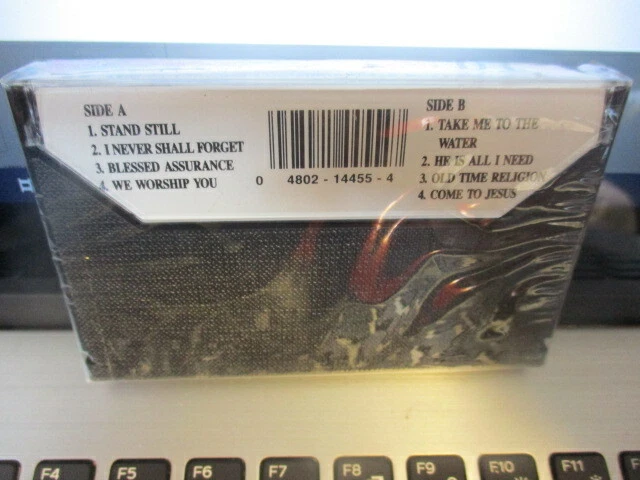 SIDE A
1. STAND STILL
2. I NEVER SHALL FORGET
3. BLESSED ASSURANCE
4. WE WORSHIP YOU
0 4802 - 14455 - 4
SIDE B
1. TAKE ME TO THE
WATER
2. HE IS ALL I NEED
3. OLD TIME RELIGION
4. COME TO JESUS
F4 F5 F6 F7 F8 F9 F10 F11